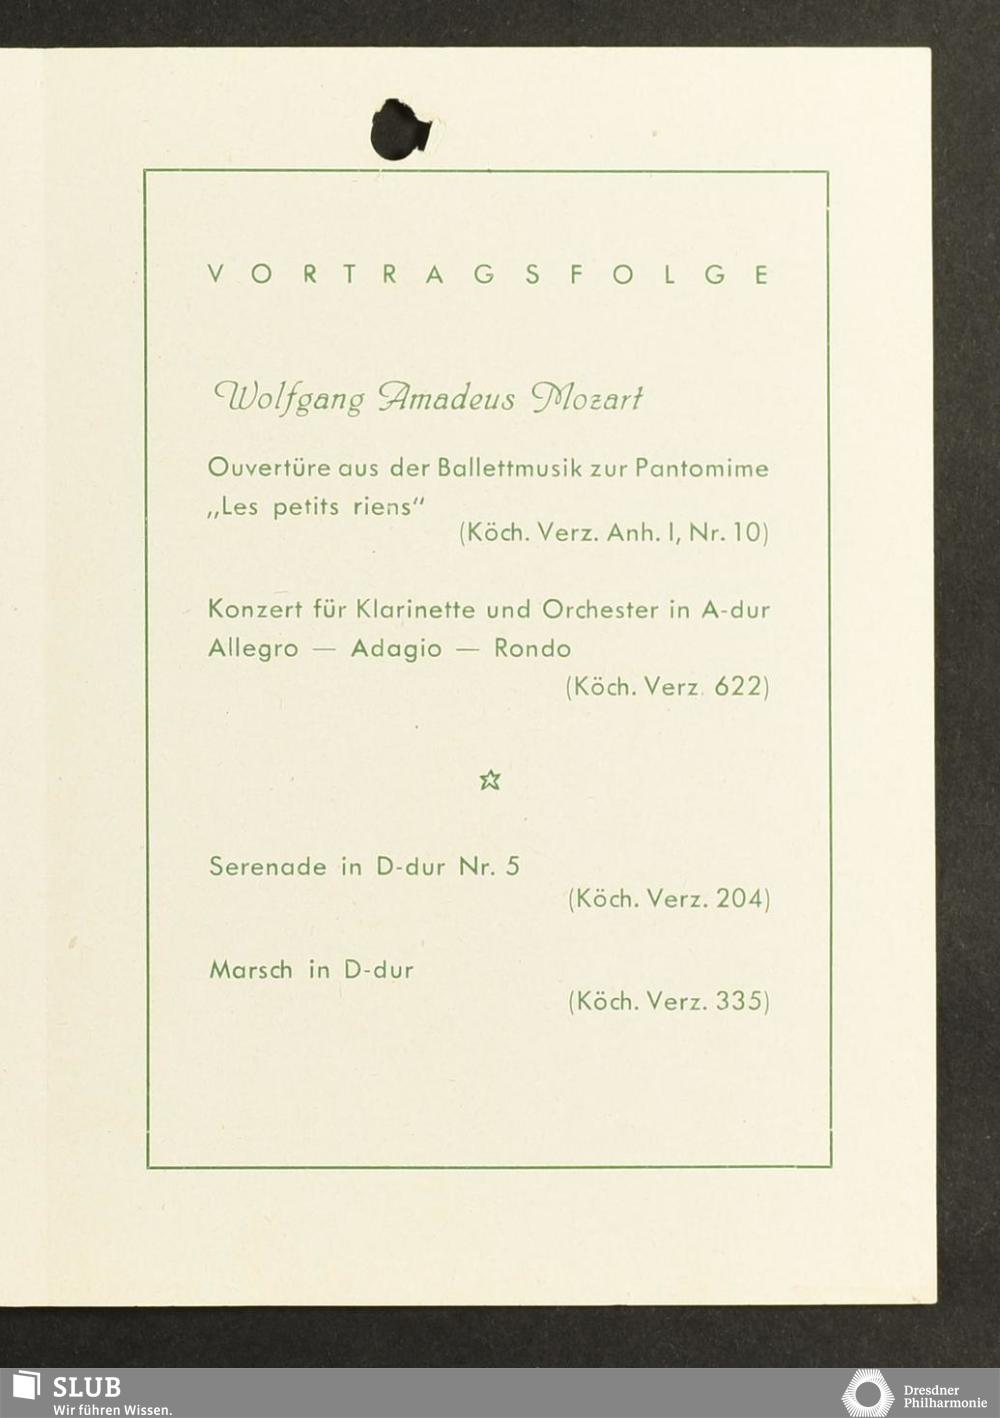 VORTRAGSFOLGE
Wolfgang Amadeus Mozart
Ouvertüre aus der Ballettmusik zur Pantomime
„Les petits riens“
(Köch. Verz. Anh. I, Nr. 10)
Konzert für Klarinette und Orchester in A-dur
Allegro — Adagio — Rondo
(Köch. Verz. 622)
Serenade in D-dur Nr. 5
(Köch. Verz. 204)
Marsch in D-dur
(Köch. Verz. 335)
SLUB
Wir führen Wissen.
Dresdner
Philharmonie